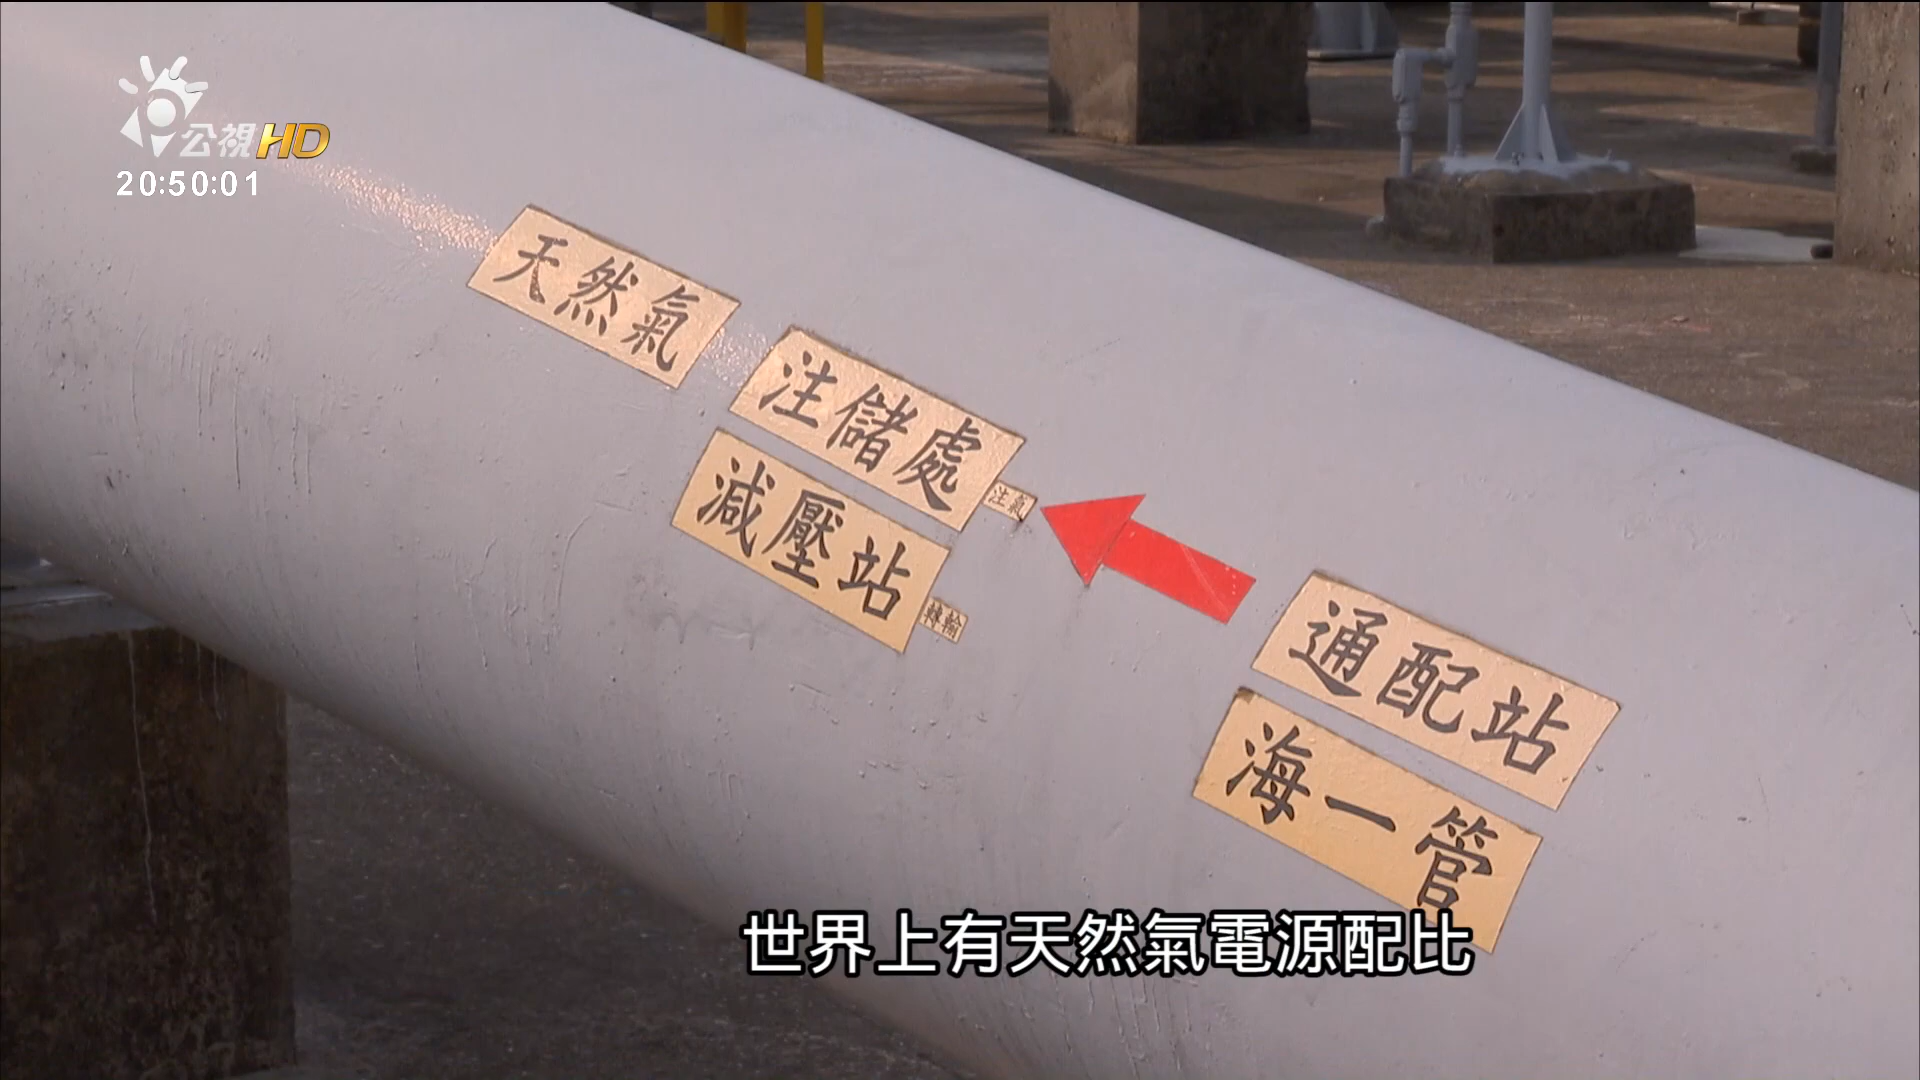 公視HD
20:50:01
天然氣
注儲處
注氣
減壓站
轉輸
通配站
海一管
世界上有天然氣電源配比